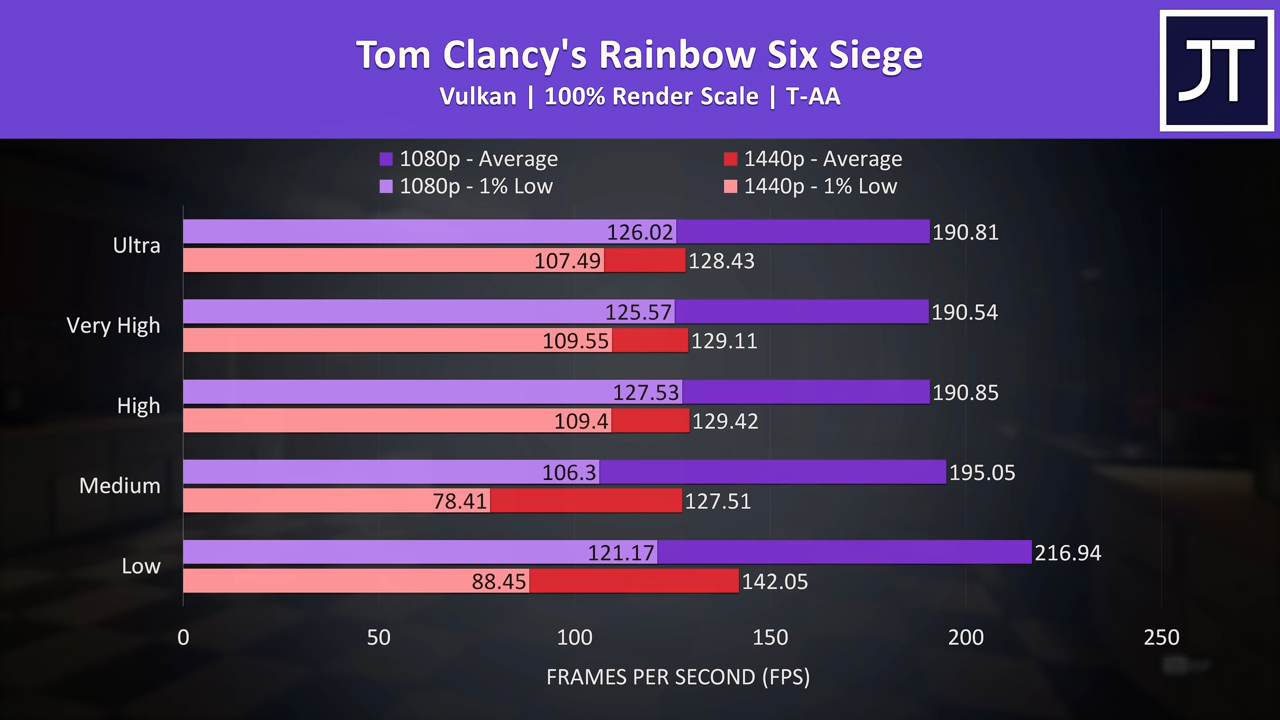 Tom Clancy's Rainbow Six Siege
Vulkan | 100% Render Scale | T-AA
JT
1080p - Average 1440p - Average
1080p - 1% Low 1440p - 1% Low
Ultra 126.02 190.81
107.49 128.43
Very High 125.57 190.54
109.55 129.11
High 127.53 190.85
109.4 129.42
Medium 106.3 195.05
78.41 127.51
Low 121.17 216.94
88.45 142.05
0 50 100 150 200 250
FRAMES PER SECOND (FPS)